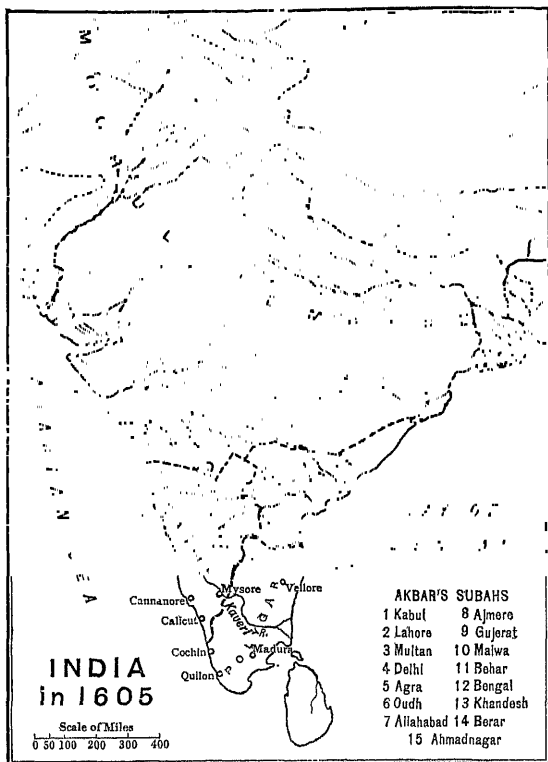 M
Vellore
Mysore
Cannanore
Kaveri R.
Calicut
Cochin
Madura
Quilon
INDIA
in 1605
Scale of Miles
0 50 100 200 300 400
AKBAR'S SUBAHS
1 Kabul 8 Ajmere
2 Lahore 9 Gujerat
3 Multan 10 Malwa
4 Delhi 11 Behar
5 Agra 12 Bengal
6 Oudh 13 Khandesh
7 Allahabad 14 Berar
15 Ahmadnagar